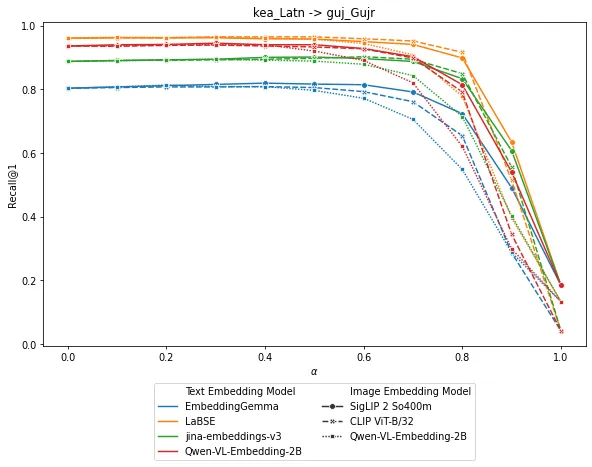 kea_Latn -> guj_Gujr
1.0
0.8
0.6
0.4
0.2
0.0
Recall@1
0.0 0.2 0.4 0.6 0.8 1.0
α
Text Embedding Model
EmbeddingGemma
LaBSE
jina-embeddings-v3
Qwen-VL-Embedding-2B
Image Embedding Model
SigLIP 2 So400m
CLIP ViT-B/32
Qwen-VL-Embedding-2B